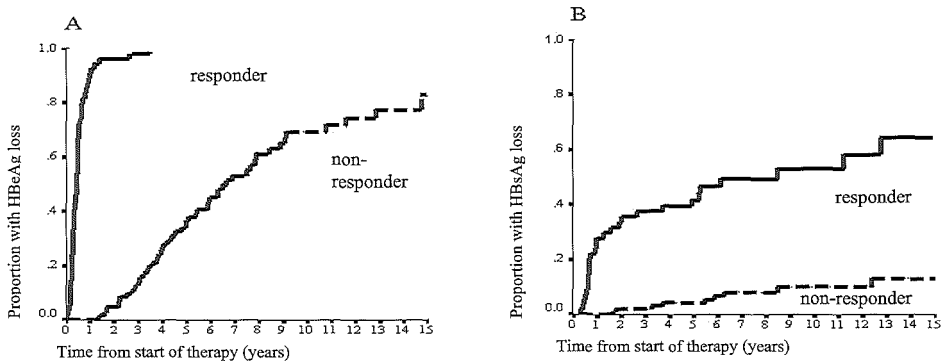 A
Proportion with HBeAg loss
1.0
.8
.6
.4
.2
0.0
0 1 2 3 4 5 6 7 8 9 10 11 12 13 14 15
responder
non-
responder
Time from start of therapy (years)
B
Proportion with HBsAg loss
1.0
.8
.6
.4
.2
0.0
0 1 2 3 4 5 6 7 8 9 10 11 12 13 14 15
responder
non-responder
Time from start of therapy (years)